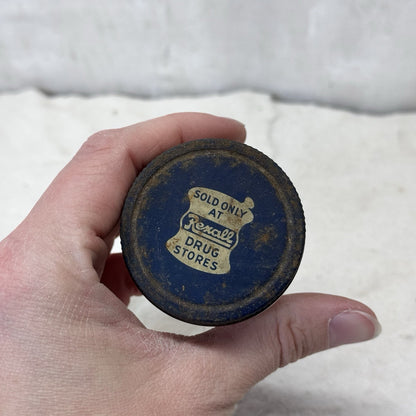 SOLD ONLY
AT
Rexall
DRUG
STORES